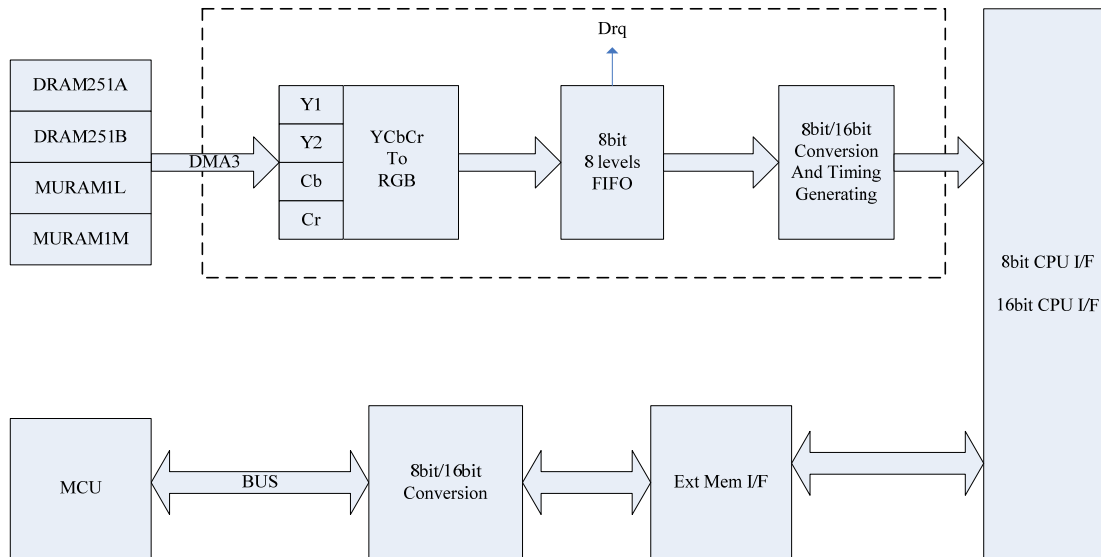 Drq
DRAM251A
DRAM251B
MURAM1L
MURAM1M
DMA3
Y1
Y2
Cb
Cr
YCbCr
To
RGB
8bit
8 levels
FIFO
8bit/16bit
Conversion
And Timing
Generating
8bit CPU I/F
16bit CPU I/F
MCU
BUS
8bit/16bit
Conversion
Ext Mem I/F